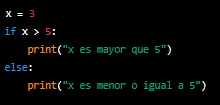 x = 3
if x > 5:
    print("x es mayor que 5")
else:
    print("x es menor o igual a 5")